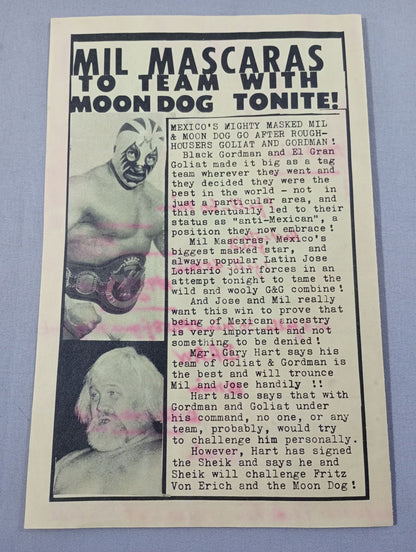 MIL MASCARAS
TO TEAM WITH
MOON DOG TONITE!
MEXICO'S MIGHTY MASKED MIL
& MOON DOG GO AFTER ROUGH-
HOUSERS GOLIAT AND GORDMAN!
Black Gordman and El Gran
Goliat made it big as a tag
team wherever they went and
they decided they were the
best in the world - not in
just a particular area, and
this eventually led to their
status as "anti-Mexican", a
position they now embrace!
Mil Mascaras, Mexico's
biggest masked star, and
always popular Latin Jose
Lothario join forces in an
attempt tonight to tame the
wild and wooly G&G combine!
And Jose and Mil really
want this win to prove that
being of Mexican ancestry
is very important and not
something to be denied!
Mgr. Gary Hart says his
team of Goliat & Gordman is
the best and will trounce
Mil and Jose handily !!
Hart also says that with
Gordman and Goliat under
his command, no one, or any
team, probably, would try
to challenge him personally.
However, Hart has signed
the Sheik and says he and
Sheik will challenge Fritz
Von Erich and the Moon Dog!